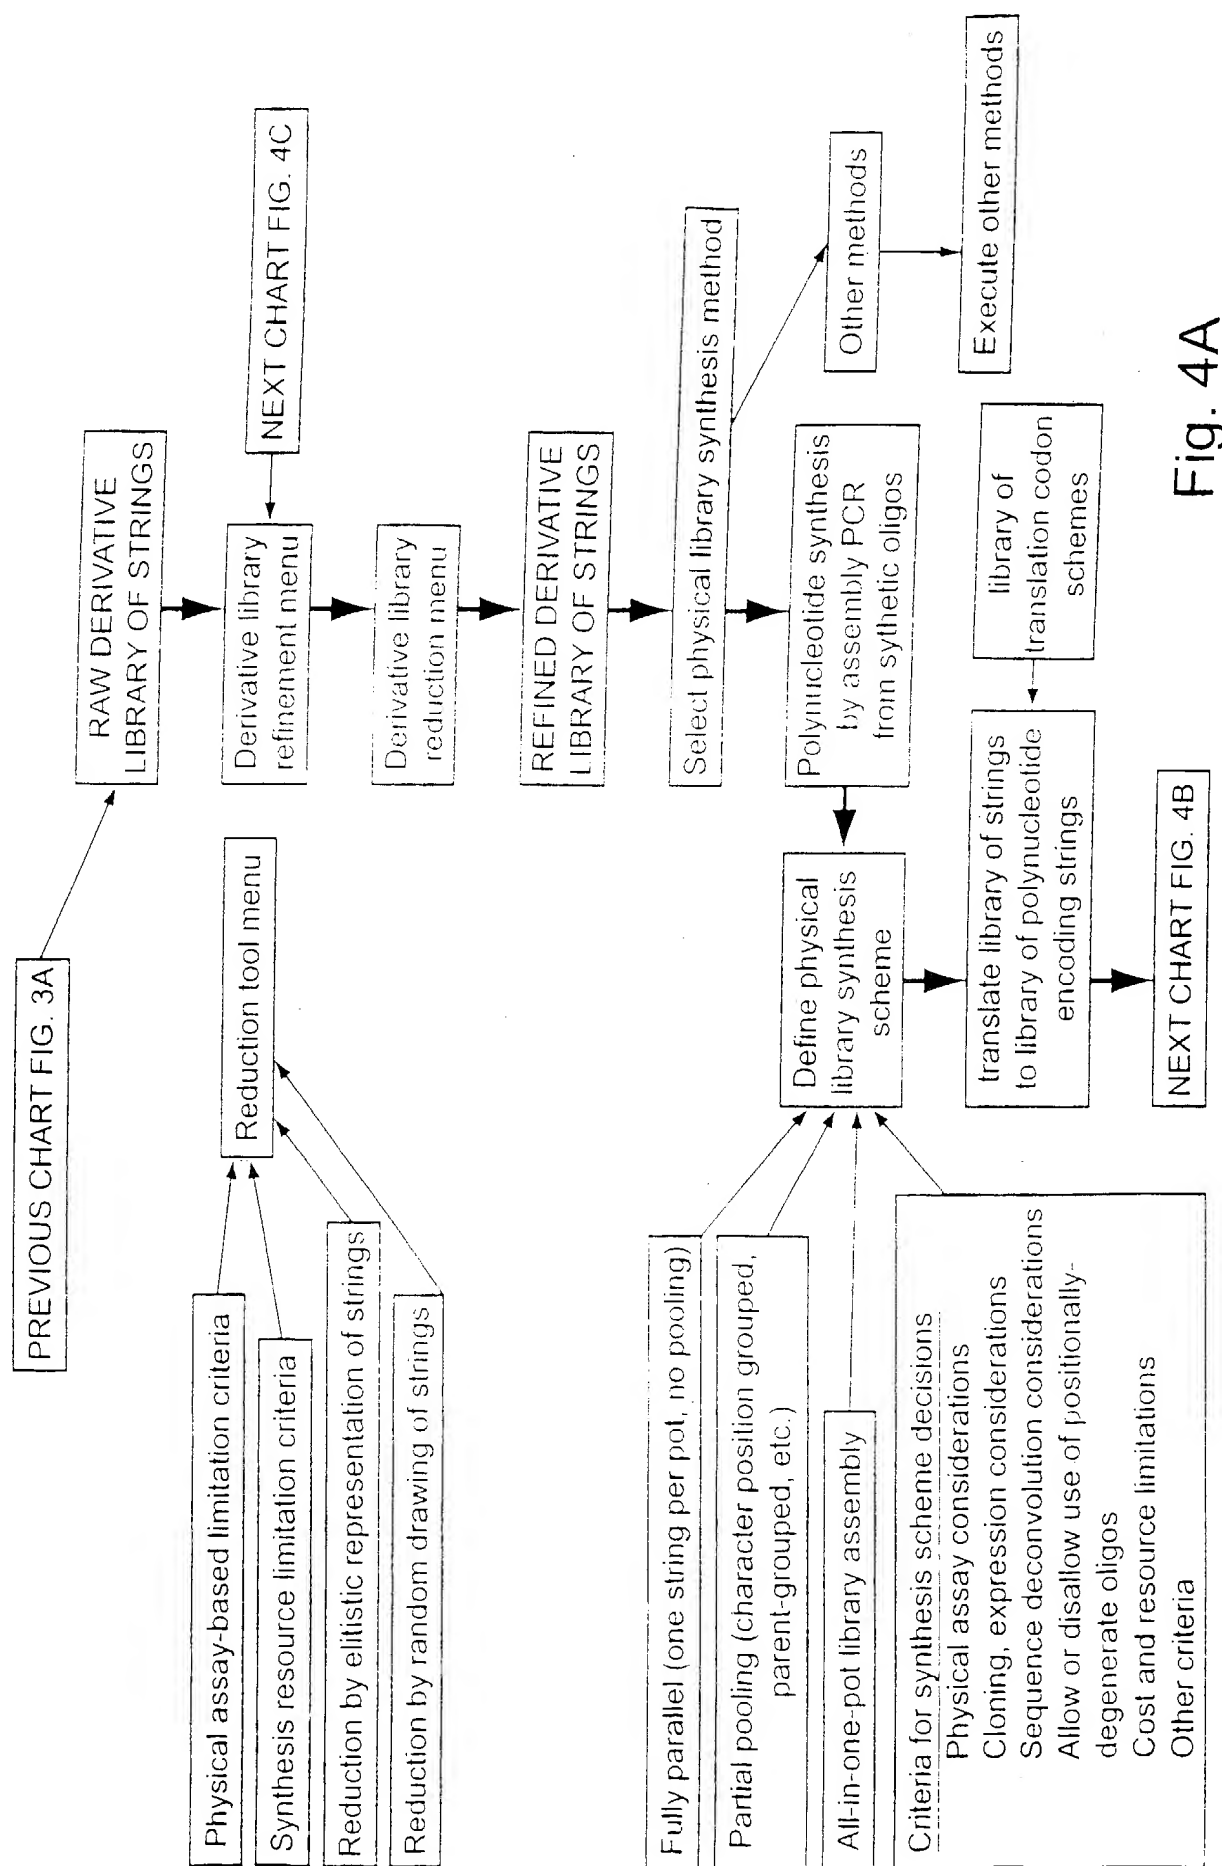 PREVIOUS CHART FIG. 3A
RAW DERIVATIVE
LIBRARY OF STRINGS
NEXT CHART FIG. 4C
Derivative library
refinement menu
Reduction tool menu
Physical assay-based limitation criteria
Synthesis resource limitation criteria
Reduction by elitistic representation of strings
Reduction by random drawing of strings
Derivative library
reduction menu
REFINED DERIVATIVE
LIBRARY OF STRINGS
Select physical library synthesis method
Other methods
Execute other methods
Polynucleotide synthesis
by assembly PCR
from sythetic oligos
Fully parallel (one string per pot, no pooling)
Partial pooling (character position grouped,
parent-grouped, etc.)
All-in-one-pot library assembly
Define physical
library synthesis
scheme
Criteria for synthesis scheme decisions
Physical assay considerations
Cloning, expression considerations
Sequence deconvolution considerations
Allow or disallow use of positionally-
degenerate oligos
Cost and resource limitations
Other criteria
translate library of strings
to library of polynucleotide
encoding strings
library of
translation codon
schemes
NEXT CHART FIG. 4B
Fig. 4A